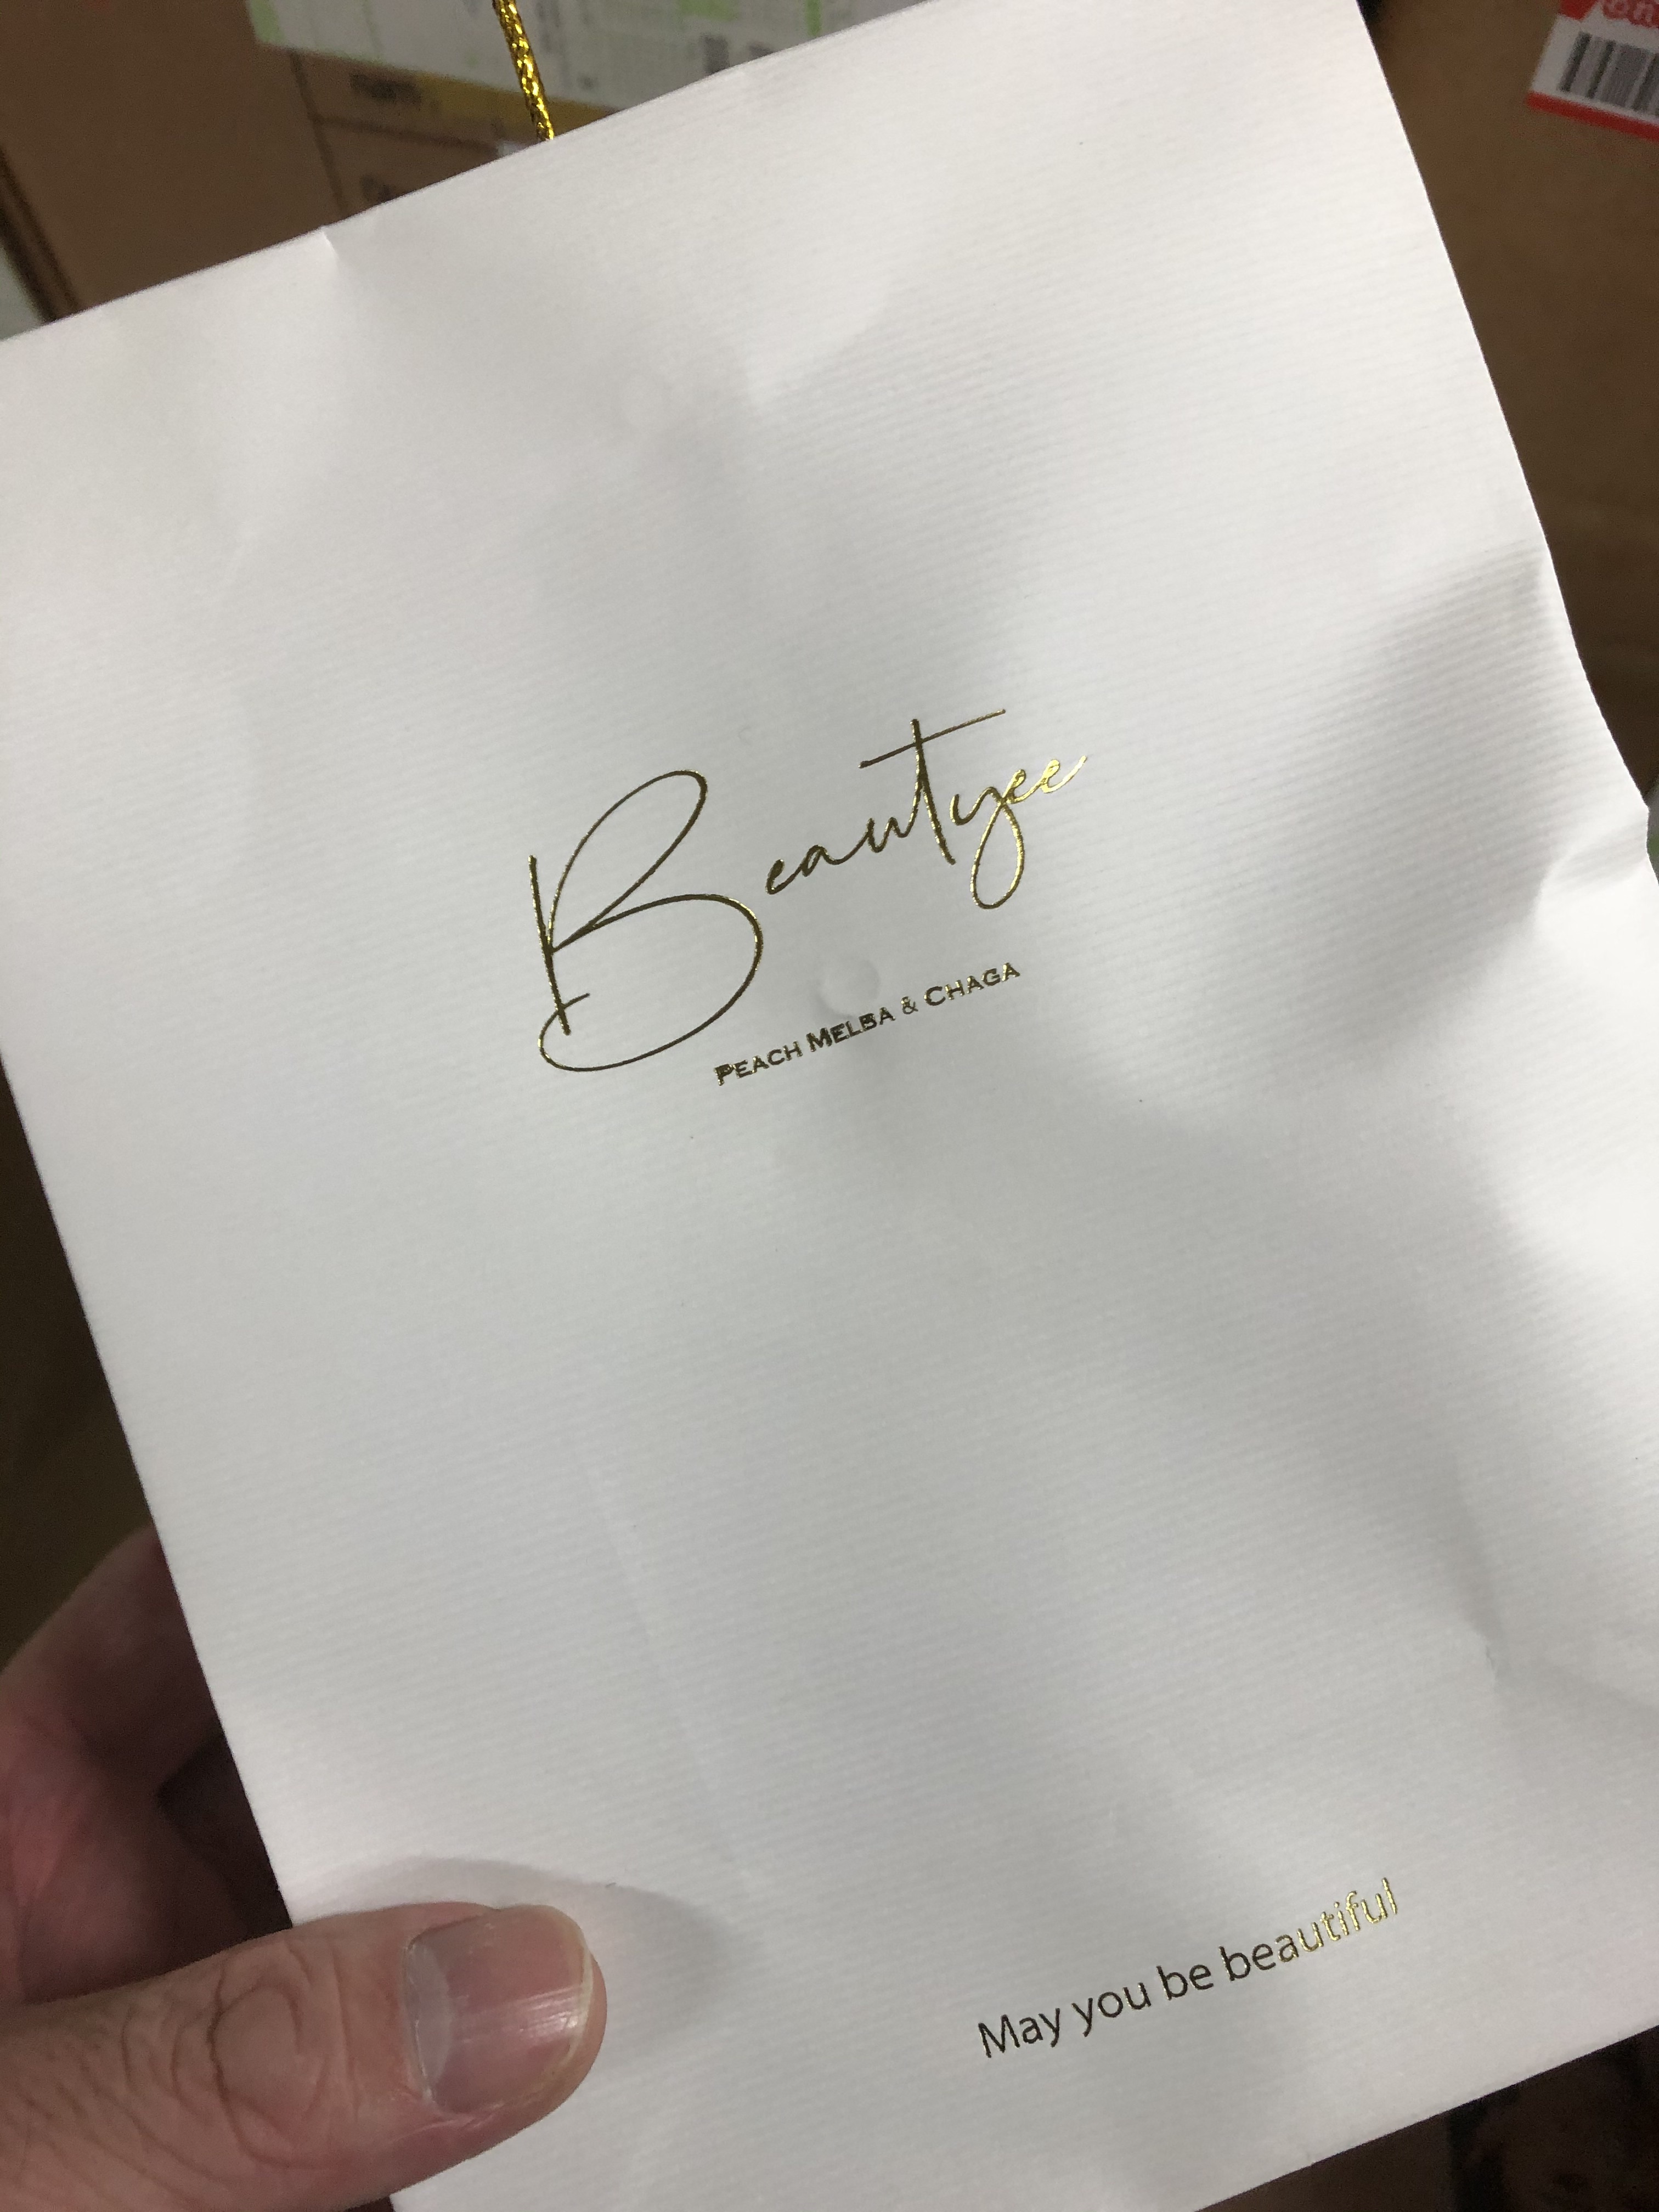 Beautyee
PEACH MELBA & CHAGA
May you be beautiful